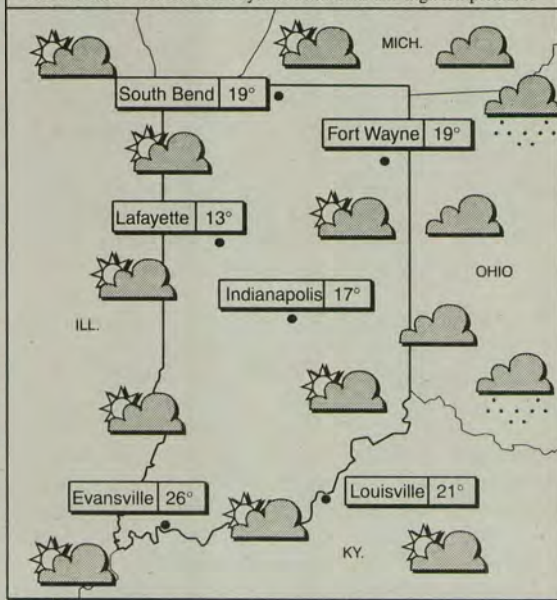 MICH.
South Bend 19°
Fort Wayne 19°
Lafayette 13°
OHIO
Indianapolis 17°
ILL.
Evansville 26°
Louisville 21°
KY.